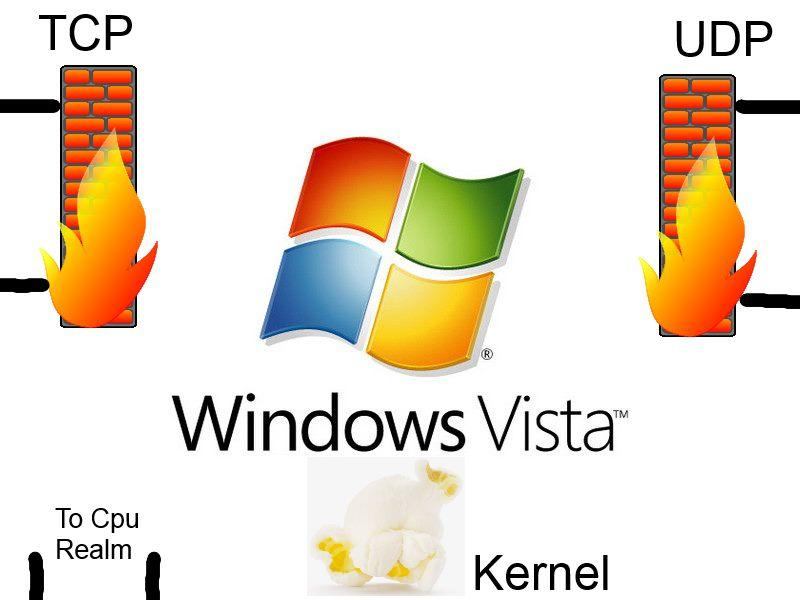 TCP
UDP
®
Windows Vista™
To Cpu
Realm
Kernel